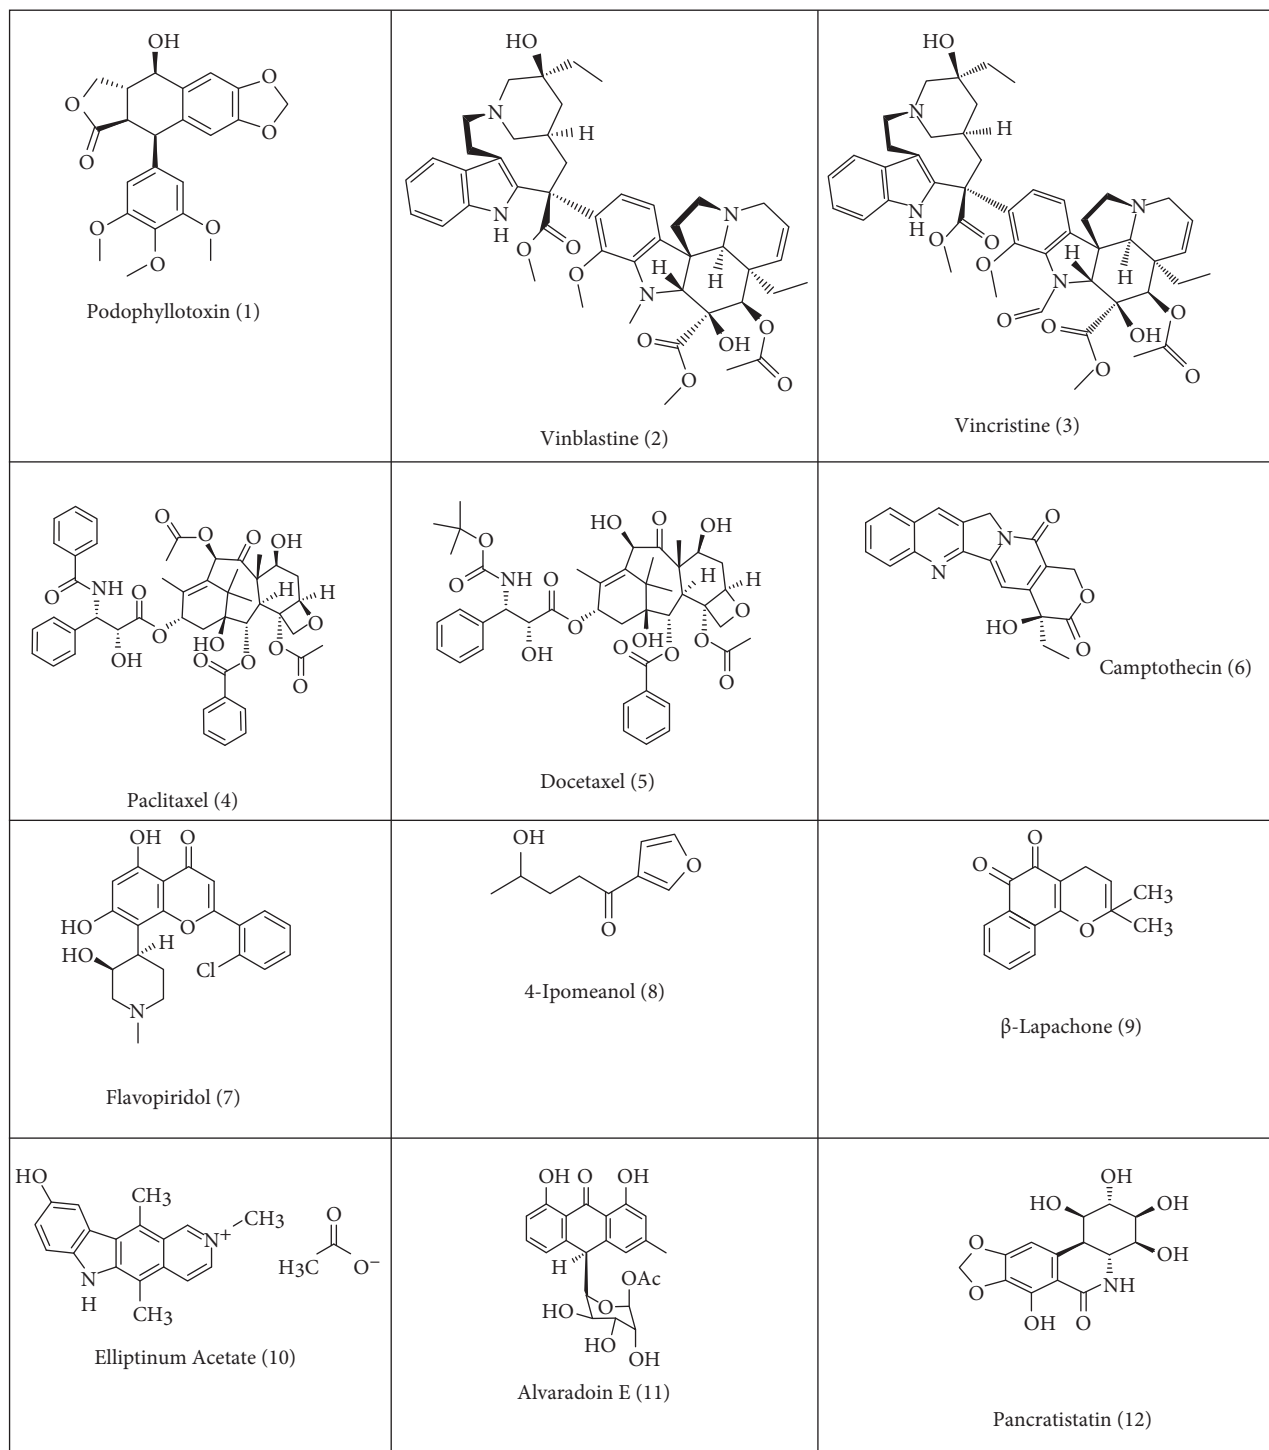 OH
O
O
O
O
O
O
O
O
Podophyllotoxin (1)
HO
N
H
N
H
O
O
O
N
H
H
N
O
O
OH
O
O
O
Vinblastine (2)
HO
N
H
N
H
O
O
O
N
H
H
N
O
O
O
OH
O
O
O
Vincristine (3)
O
O
O
OH
O
NH
O
O
OH
H
H
O
HO
O
O
O
O
O
Paclitaxel (4)
O
O
NH
O
OH
O
HO
O
OH
H
H
O
OH
O
O
O
O
Docetaxel (5)
N
N
O
O
O
HO
Camptothecin (6)
OH
O
HO
O
H
HO
Cl
N
Flavopiridol (7)
OH
O
O
4-Ipomeanol (8)
O
O
CH3
CH3
O
β-Lapachone (9)
HO
CH3
N+
CH3
N
H
CH3
O
H3C
O−
Elliptinum Acetate (10)
OH
O
OH
H
OAc
O
HO
HO
OH
Alvaradoin E (11)
OH
HO
OH
OH
O
O
NH
OH
O
Pancratistatin (12)